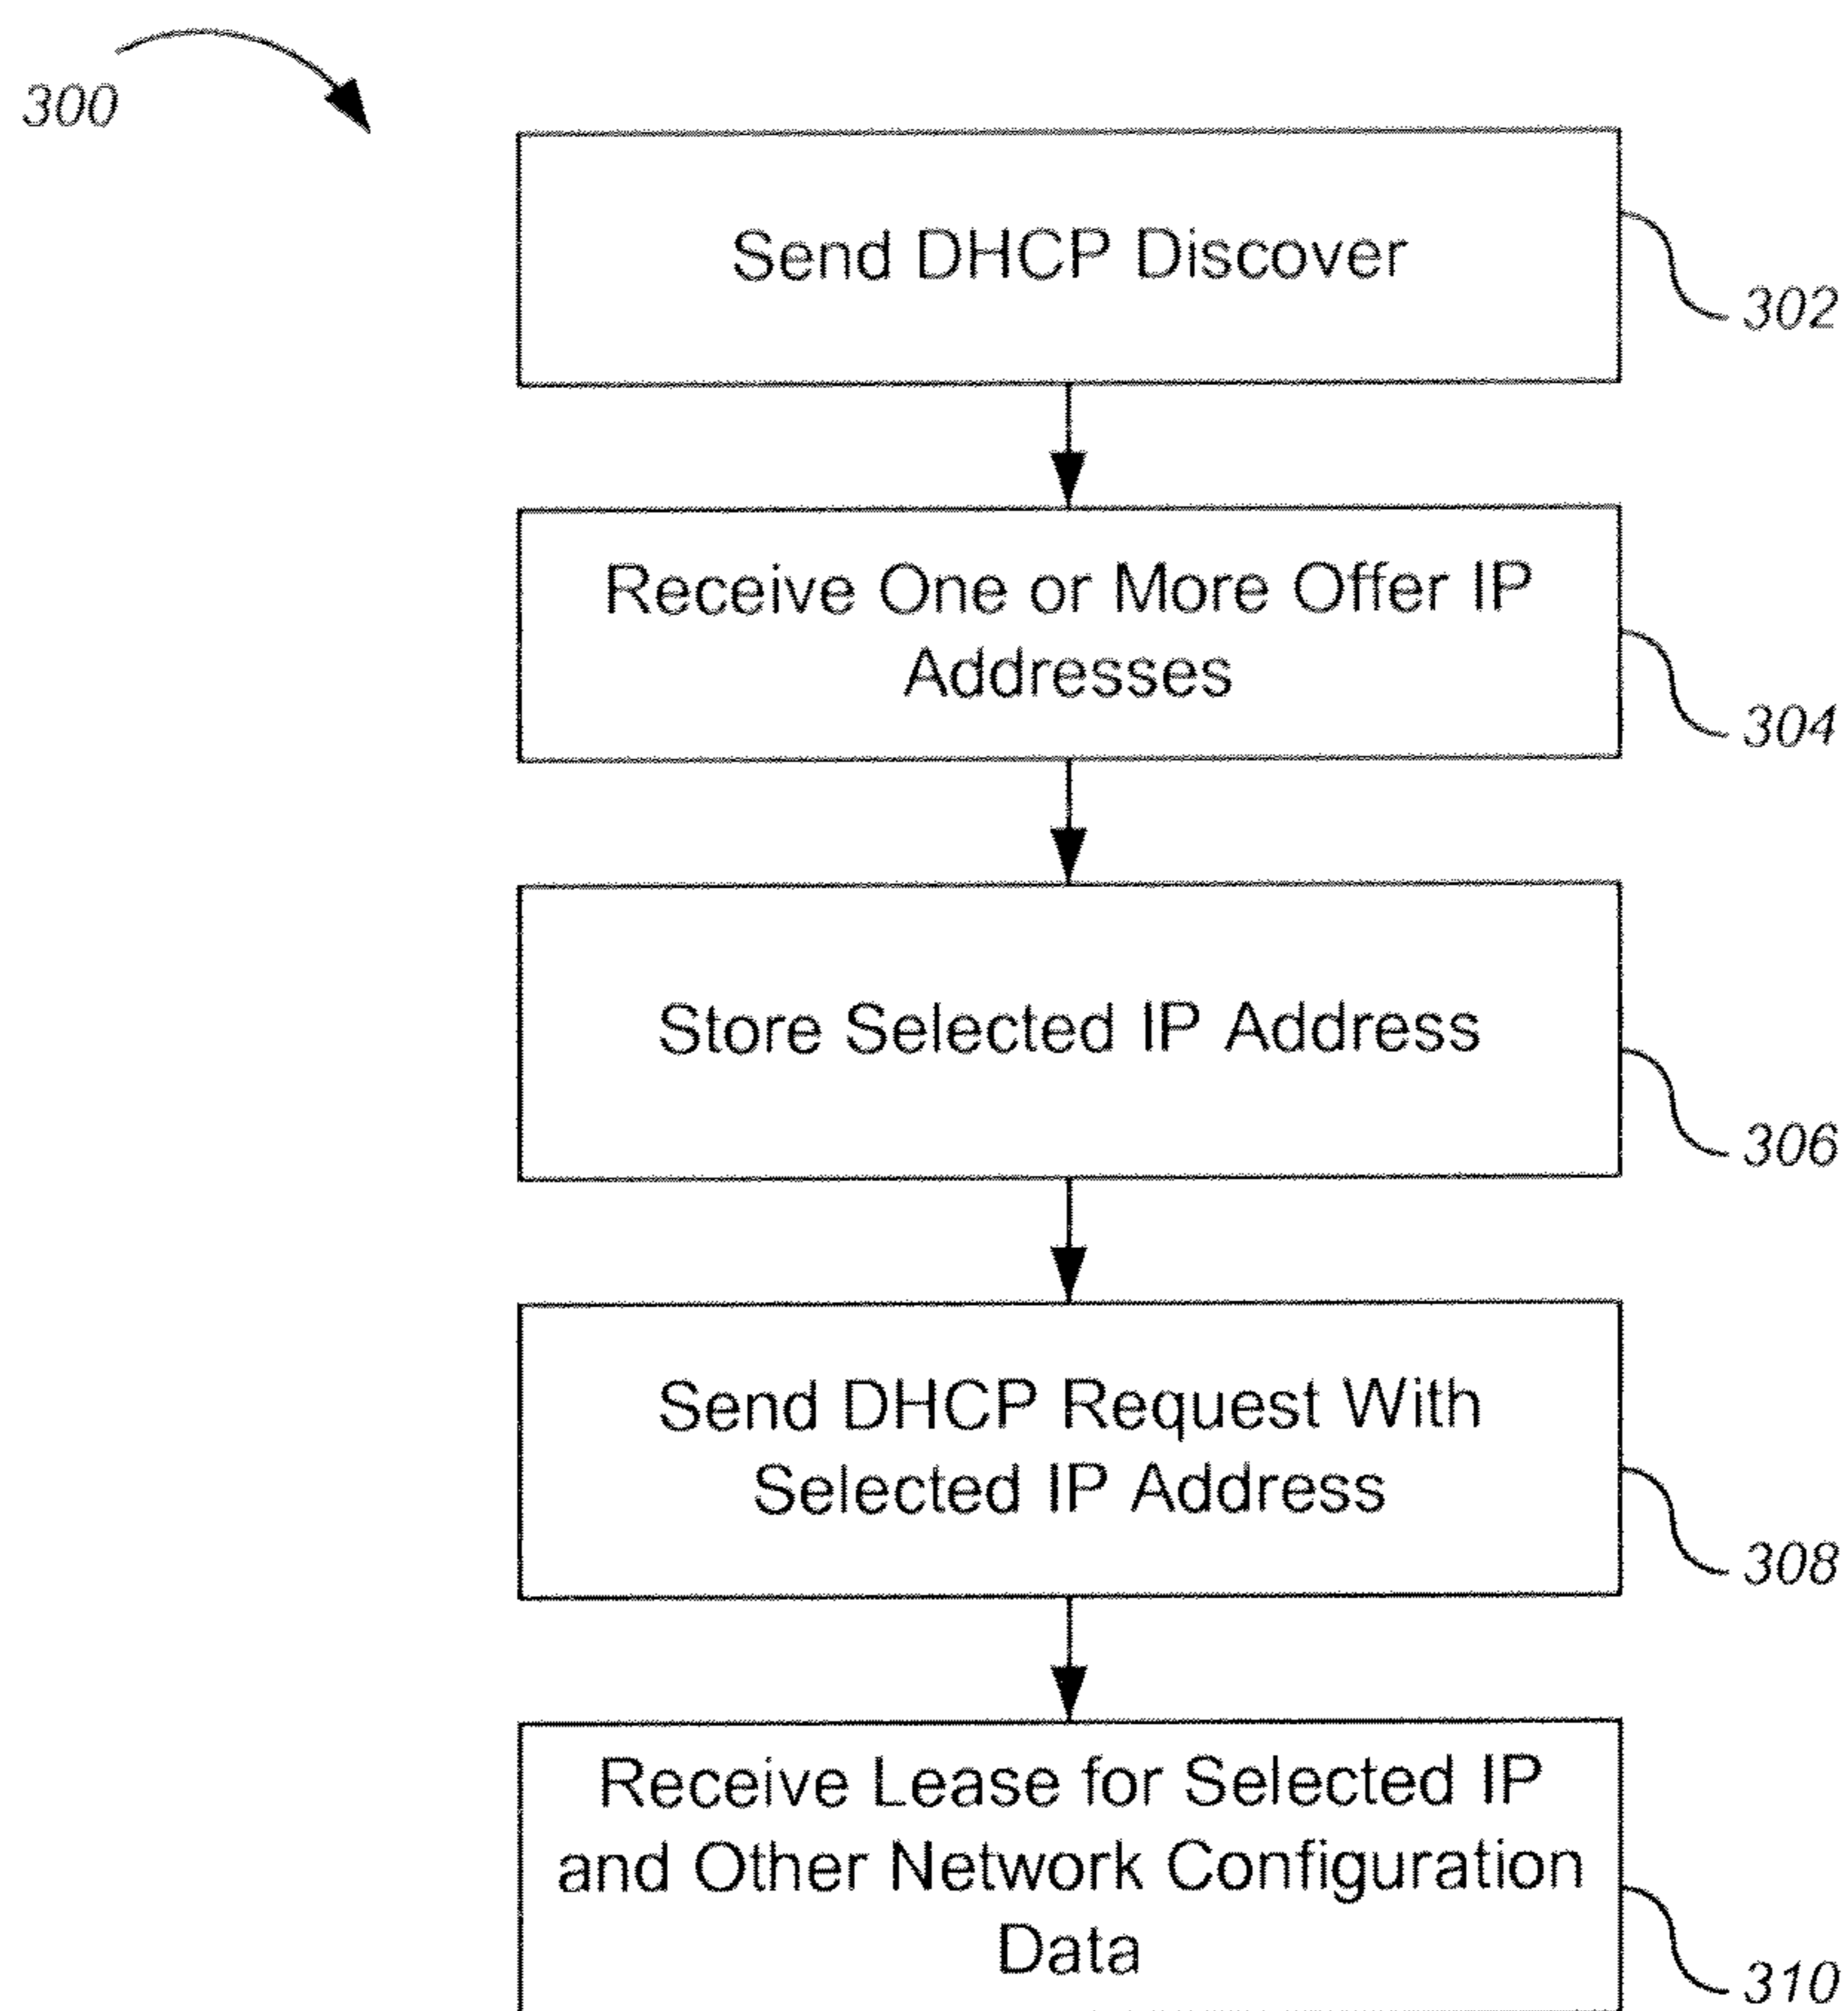 300
Send DHCP Discover
302
Receive One or More Offer IP
Addresses
304
Store Selected IP Address
306
Send DHCP Request With
Selected IP Address
308
Receive Lease for Selected IP
and Other Network Configuration
Data
310